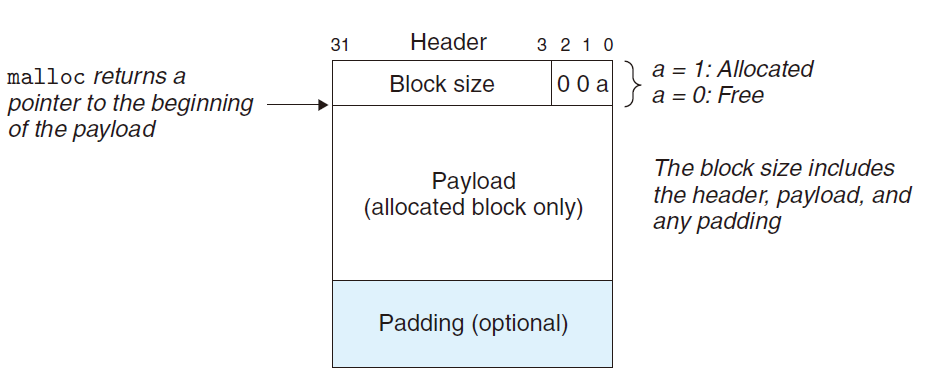 31 Header 3 2 1 0
malloc returns a
pointer to the beginning
of the payload
Block size
0 0 a
a = 1: Allocated
a = 0: Free
Payload
(allocated block only)
The block size includes
the header, payload, and
any padding
Padding (optional)